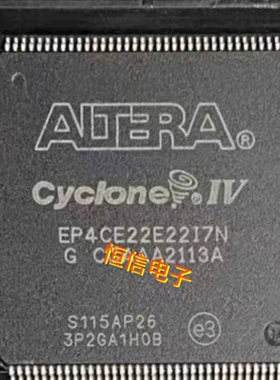 ALTERA®
Cyclone IV
EP4CE22E22I7N
恒信电子
S115AP26
3P2GA1H0B
e3